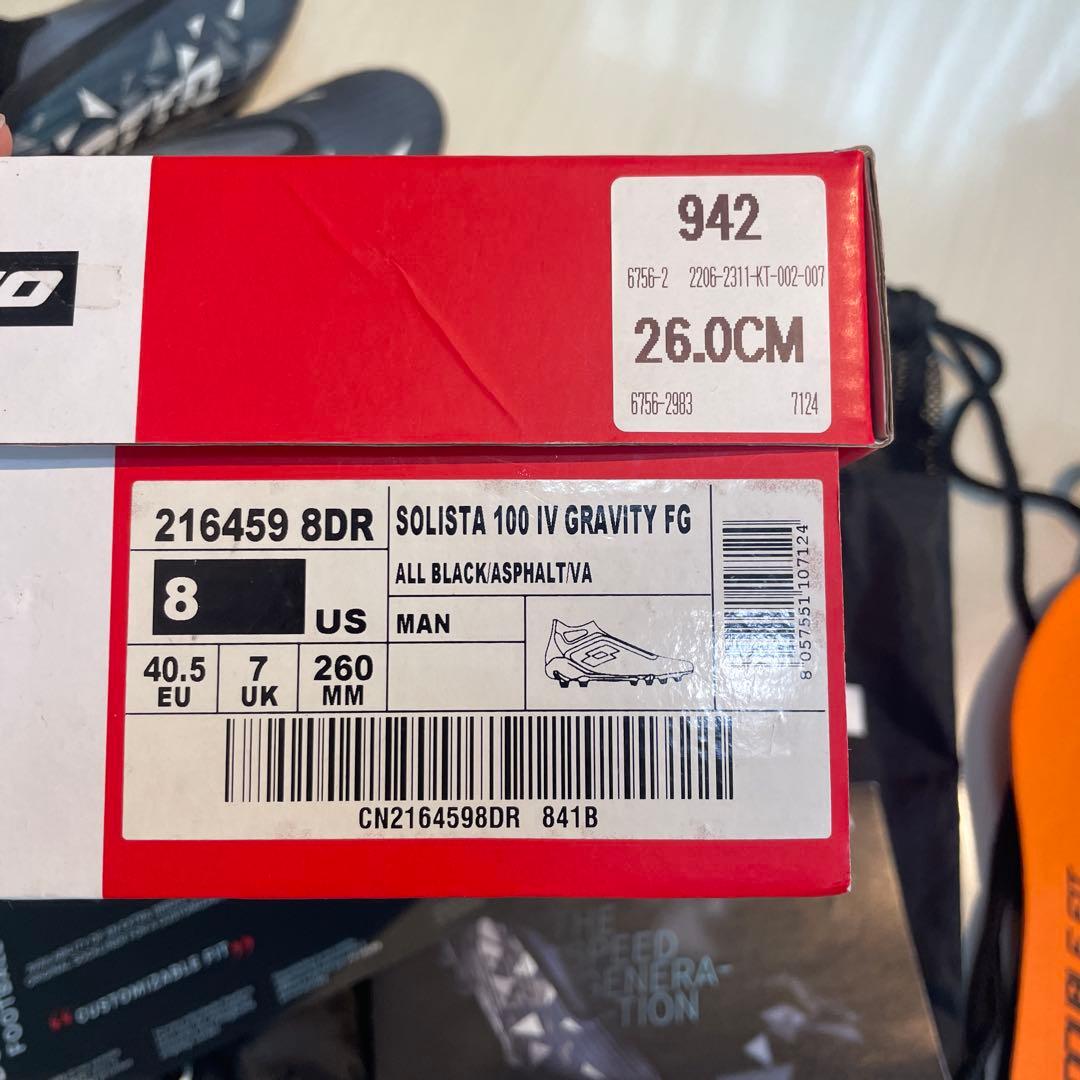 942
6756-2 2206-2311-KT-002-007
26.0CM
6756-2983 7124
216459 8DR
SOLISTA 100 IV GRAVITY FG
ALL BLACK/ASPHALT/VA
8 US
MAN
40.5 EU
7 UK
260 MM
8 057551 107124
CN2164598DR 841B
THE
SPEED
GENERA-
TION
CUSTOMIZABLE FIT